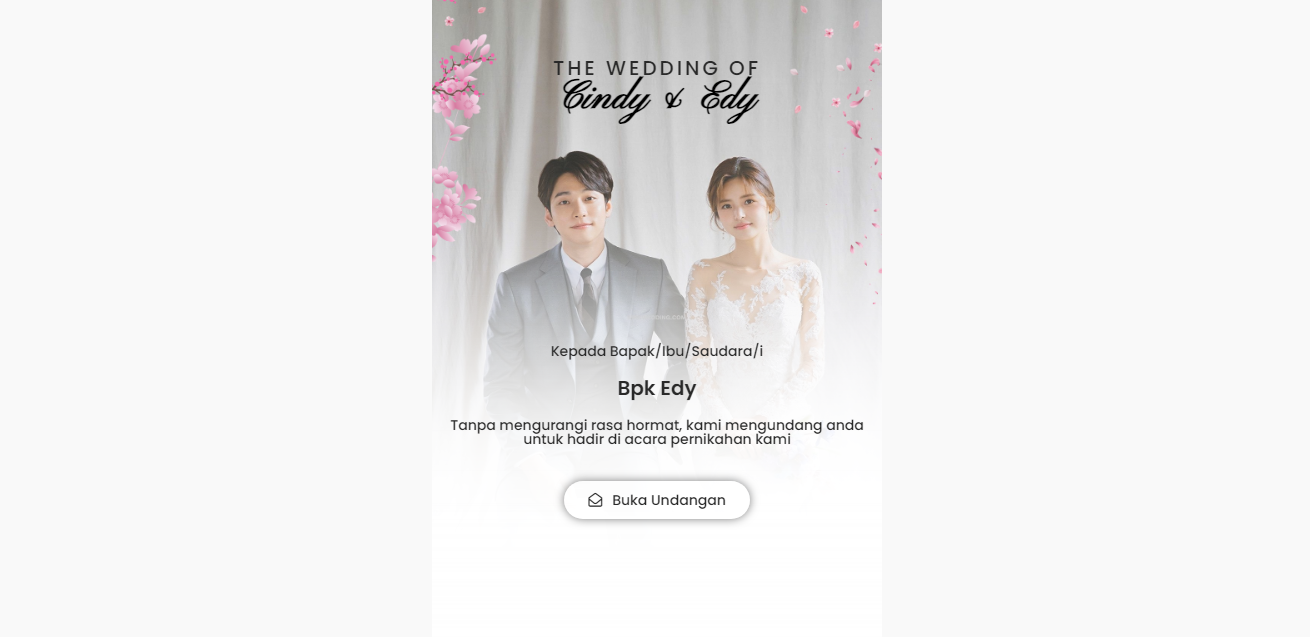 THE WEDDING OF
Cindy & Edy
Kepada Bapak/Ibu/Saudara/i
Bpk Edy
Tanpa mengurangi rasa hormat, kami mengundang anda
untuk hadir di acara pernikahan kami
Buka Undangan